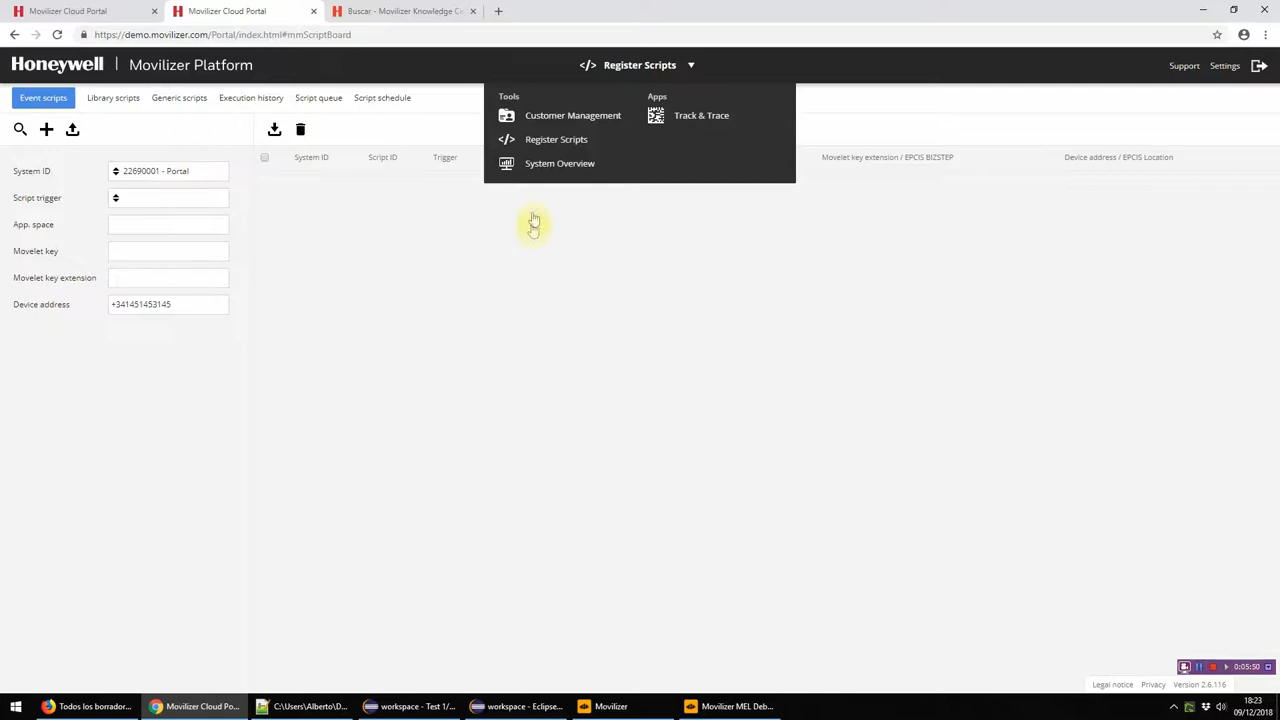 Movilizer Cloud Portal
Movilizer Cloud Portal
Buscar - Movilizer Knowledge C
https://demo.movilizer.com/Portal/index.html#mmScriptBoard
Honeywell | Movilizer Platform
</> Register Scripts
Support
Settings
Event scripts
Library scripts
Generic scripts
Execution history
Script queue
Script schedule
Tools
Apps
Customer Management
Track & Trace
</> Register Scripts
System Overview
System ID
Script ID
Trigger
Movelet key extension / EPCIS BIZSTEP
Device address / EPCIS Location
System ID
22690001 - Portal
Script trigger
App. space
Movelet key
Movelet key extension
Device address
+341451453145
0:05:50
Legal notice
Privacy
Version 2.6.116
Todos los borrador...
Movilizer Cloud Po...
C:\Users\Alberto\D...
workspace - Test 1/...
workspace - Eclipse...
Movilizer
Movilizer MEL Deb...
18:23
09/12/2018